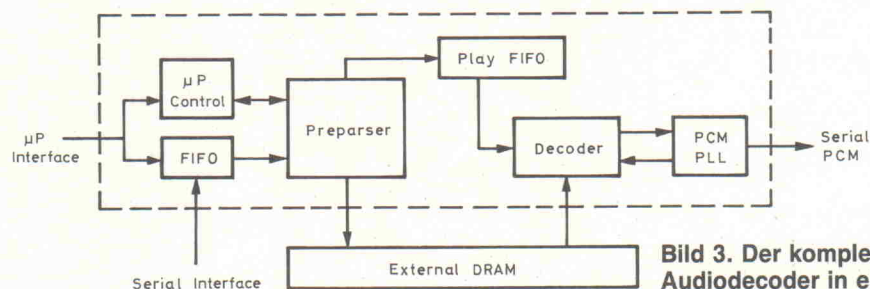 µP
Interface
µP
Control
FIFO
Serial Interface
Preparser
Play FIFO
Decoder
PCM
PLL
Serial
PCM
External DRAM
Bild 3. Der komple
Audiodecoder in e